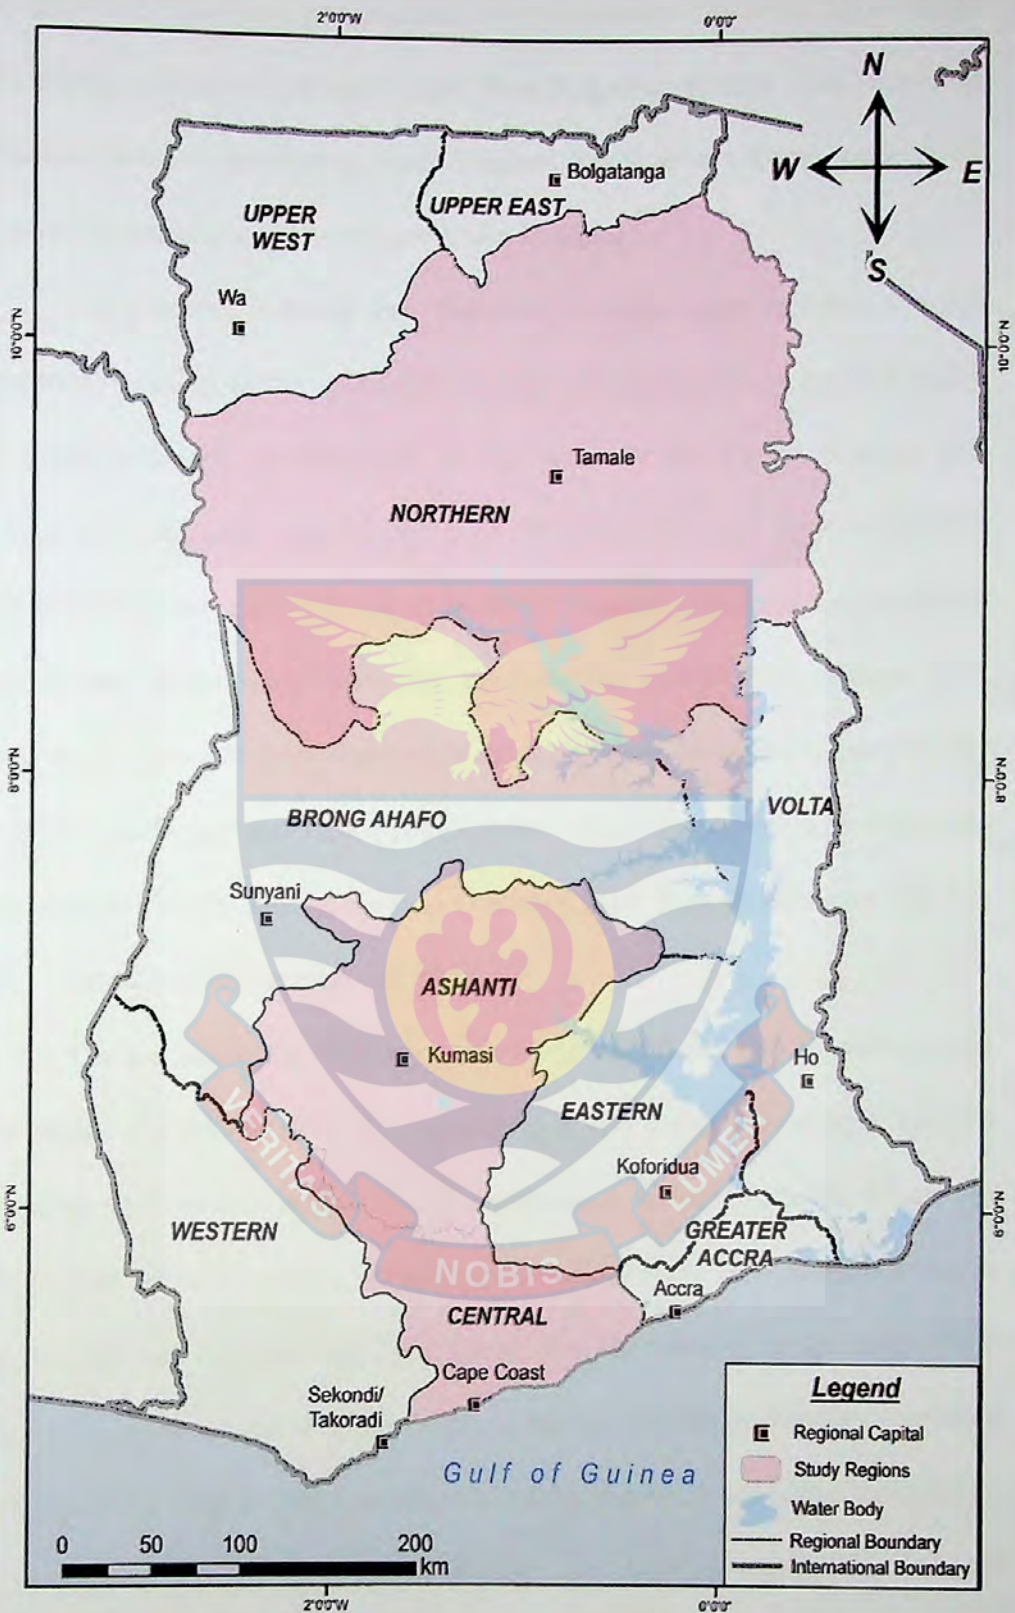 2°0'0"W
0°0'0"
N
W
E
S
Bolgatanga
UPPER EAST
UPPER
WEST
Wa
10°0'0"N
10°0'0"N
Tamale
NORTHERN
8°0'0"N
8°0'0"N
BRONG AHAFO
VOLTA
Sunyani
ASHANTI
Kumasi
Ho
EASTERN
VERITAS
NOBIS
LUMEN
Koforidua
6°0'0"N
6°0'0"N
WESTERN
GREATER
ACCRA
Accra
CENTRAL
Cape Coast
Sekondi/
Takoradi
Gulf of Guinea
Legend
Regional Capital
Study Regions
Water Body
Regional Boundary
International Boundary
0 50 100 200
km
2°0'0"W
0°0'0"